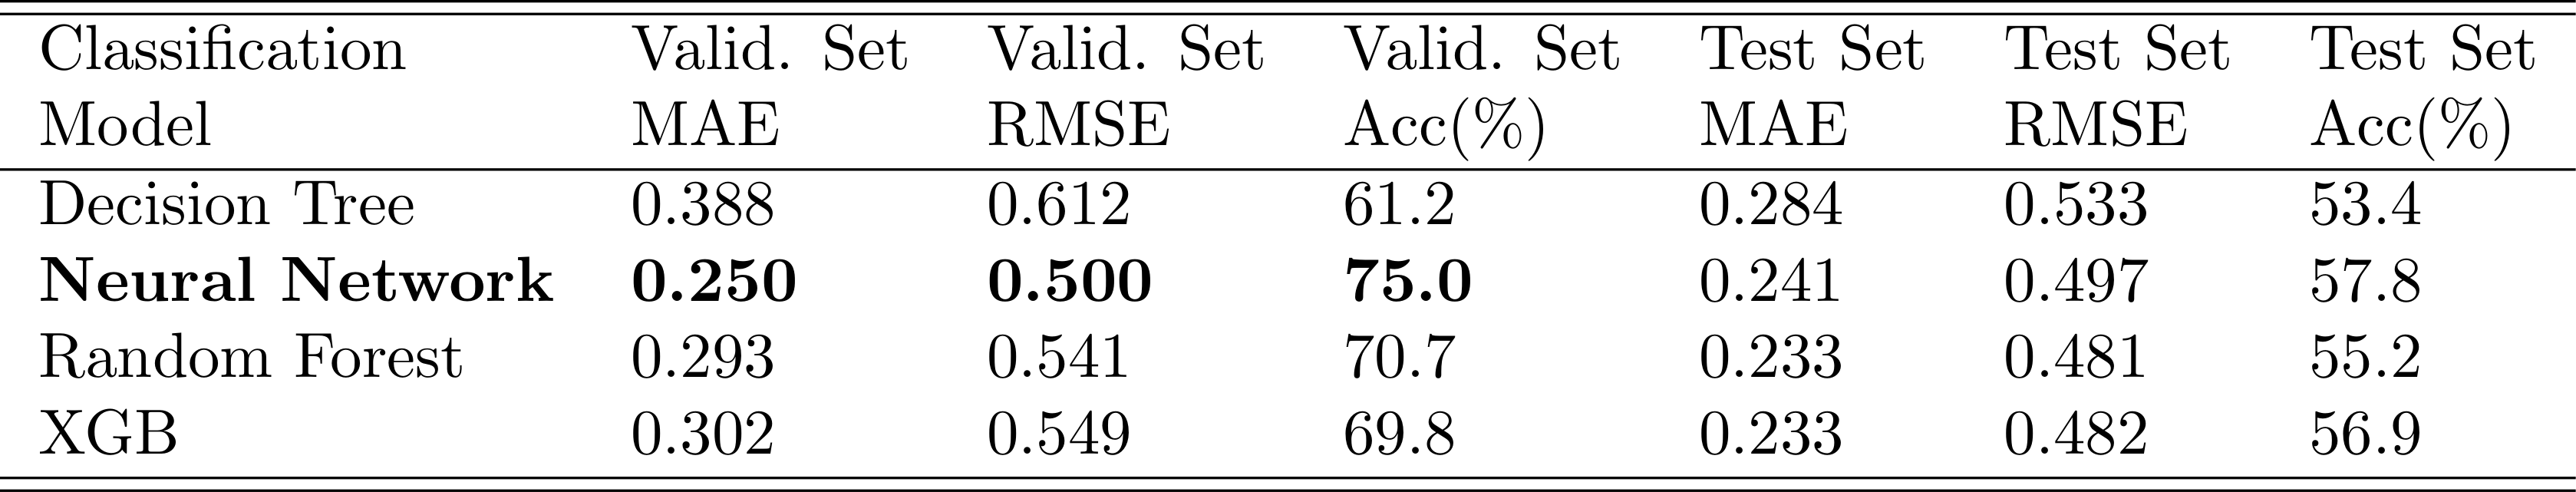 Classification Valid. Set Valid. Set Valid. Set Test Set Test Set Test Set
Model MAE RMSE Acc(%) MAE RMSE Acc(%)
Decision Tree 0.388 0.612 61.2 0.284 0.533 53.4
Neural Network 0.250 0.500 75.0 0.241 0.497 57.8
Random Forest 0.293 0.541 70.7 0.233 0.481 55.2
XGB 0.302 0.549 69.8 0.233 0.482 56.9